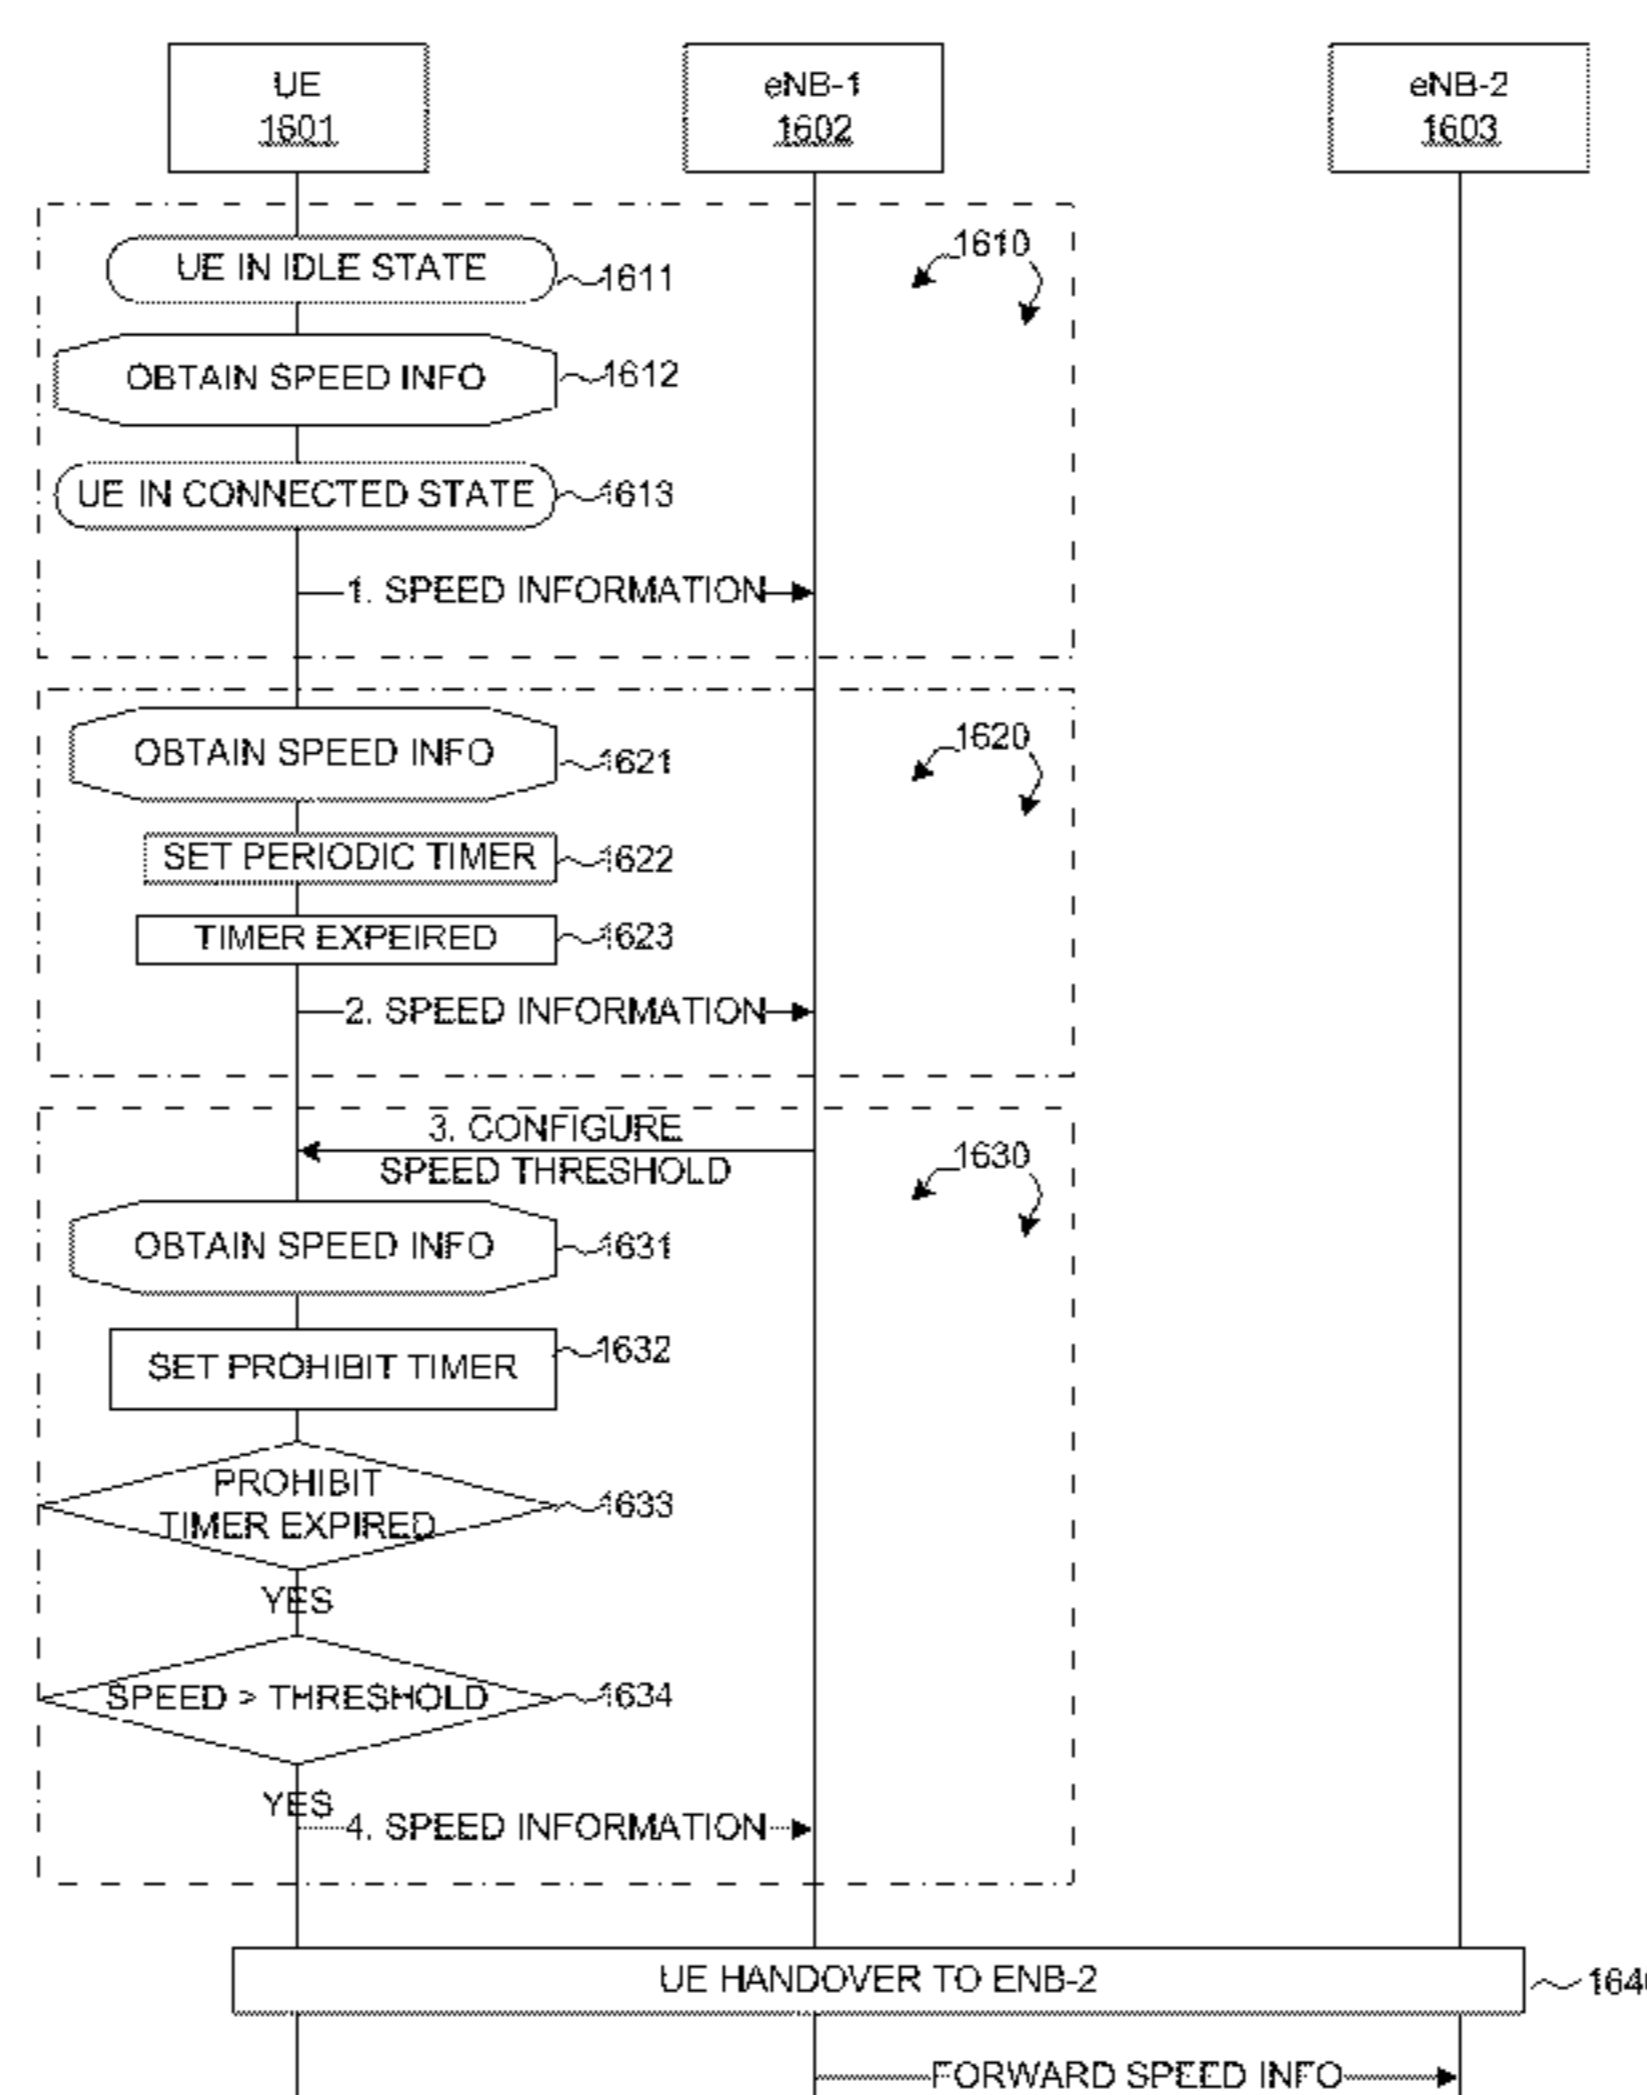 UE
1601
eNB-1
1602
eNB-2
1603
1610
UE IN IDLE STATE
1611
OBTAIN SPEED INFO
1612
UE IN CONNECTED STATE
1613
1. SPEED INFORMATION
1620
OBTAIN SPEED INFO
1621
SET PERIODIC TIMER
1622
TIMER EXPEIRED
1623
2. SPEED INFORMATION
3. CONFIGURE
SPEED THRESHOLD
1630
OBTAIN SPEED INFO
1631
SET PROHIBIT TIMER
1632
PROHIBIT
TIMER EXPIRED
1633
YES
SPEED > THRESHOLD
1634
YES
4. SPEED INFORMATION
UE HANDOVER TO ENB-2
FORWARD SPEED INFO